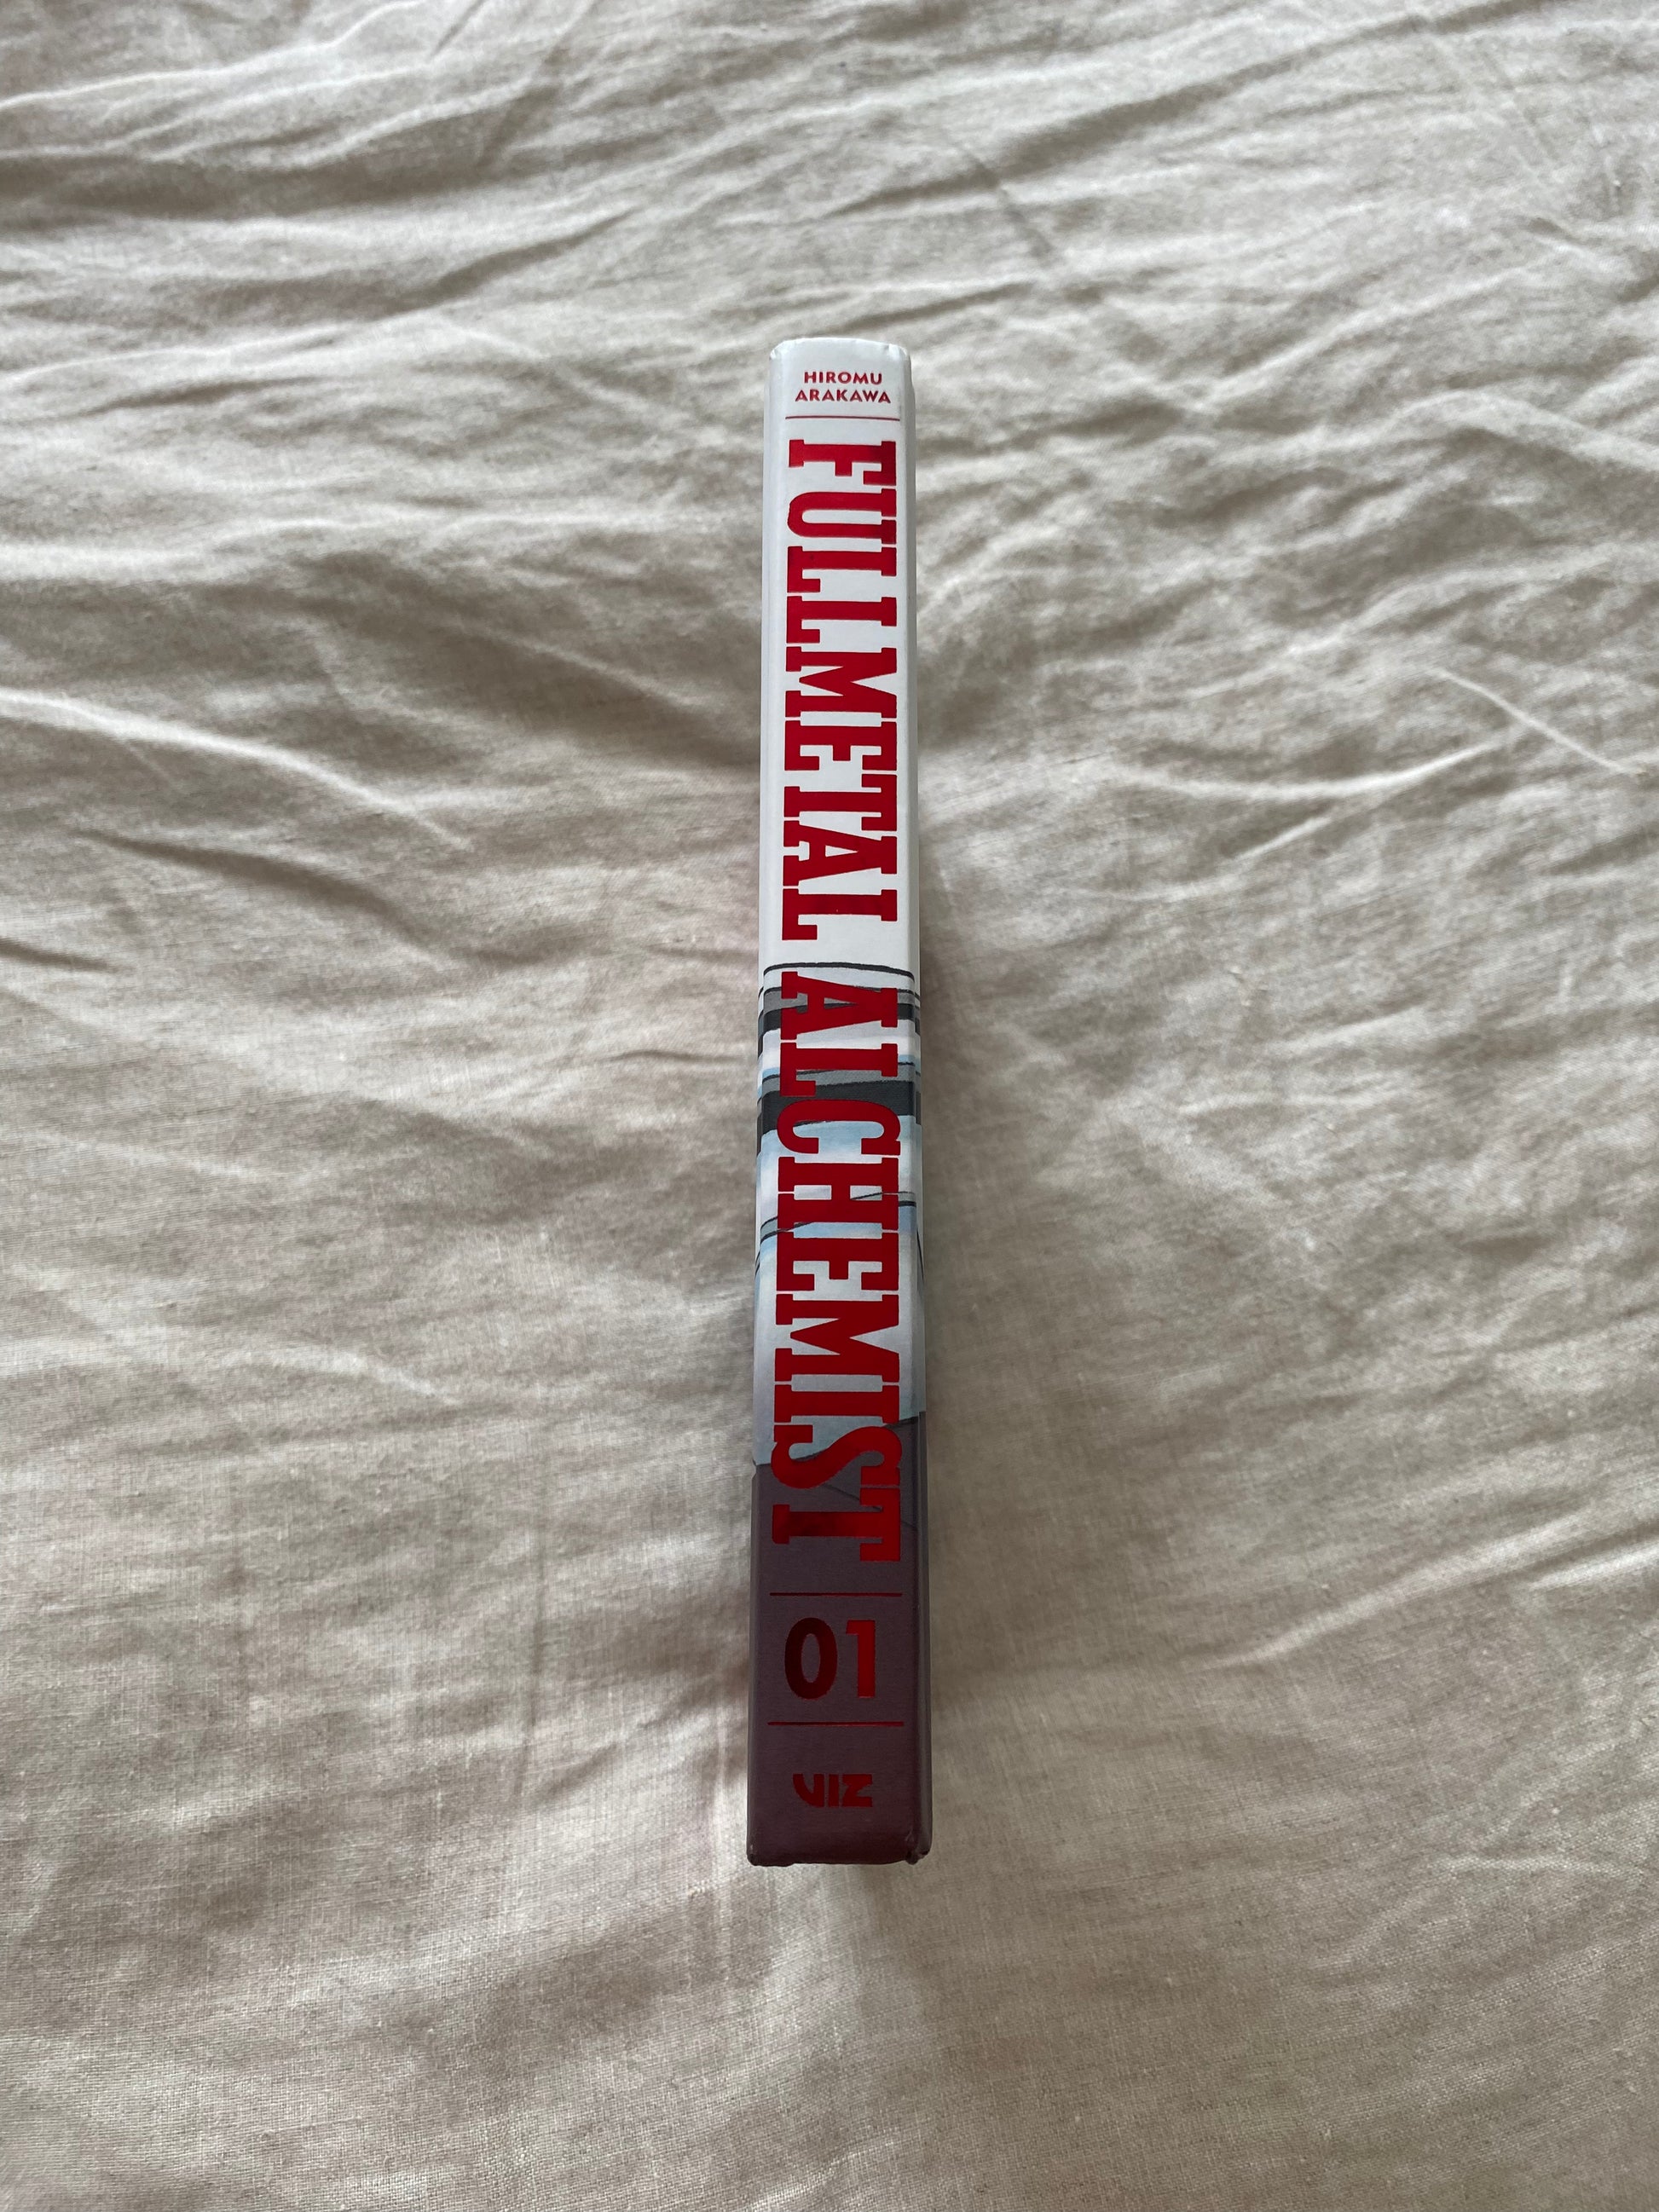 HIROMU
ARAKAWA
FULLMETAL ALCHEMIST
01
VIZ